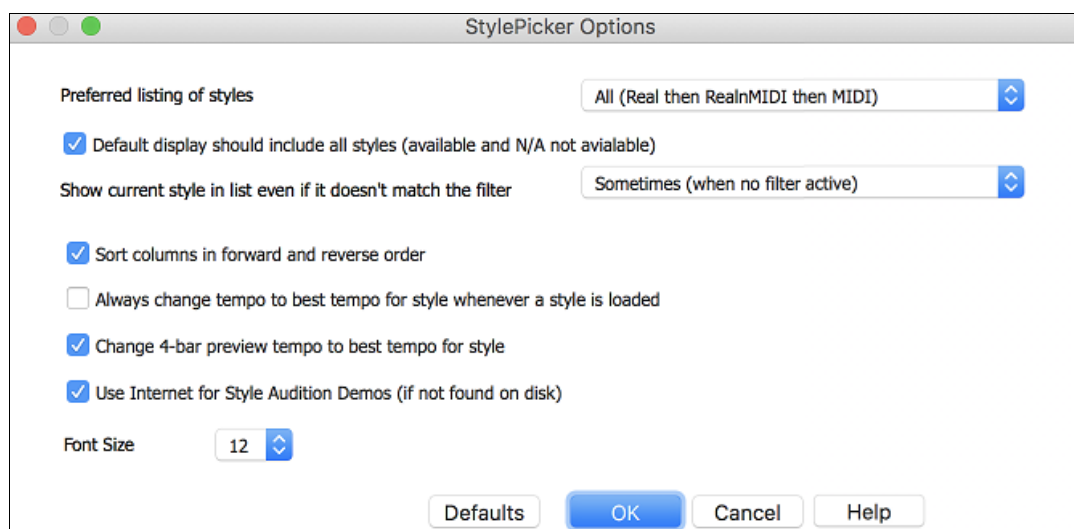 StylePicker Options
Preferred listing of styles
All (Real then RealnMIDI then MIDI)
Default display should include all styles (available and N/A not avialable)
Show current style in list even if it doesn't match the filter
Sometimes (when no filter active)
Sort columns in forward and reverse order
Always change tempo to best tempo for style whenever a style is loaded
Change 4-bar preview tempo to best tempo for style
Use Internet for Style Audition Demos (if not found on disk)
Font Size
12
Defaults
OK
Cancel
Help